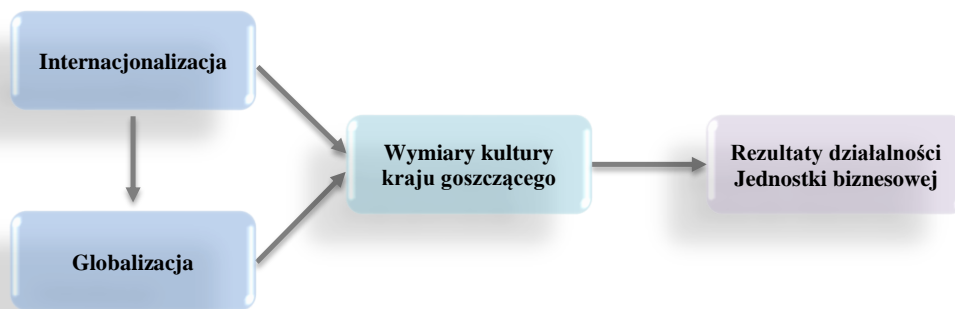 Internacjonalizacja
Wymiary kultury
kraju goszczącego
Rezultaty działalności
Jednostki biznesowej
Globalizacja